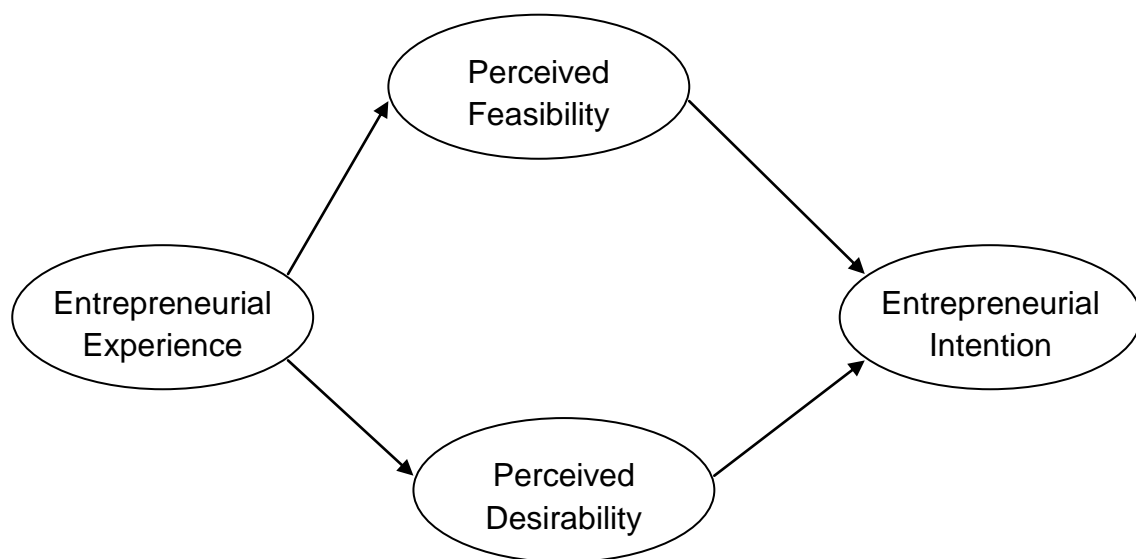 Perceived
Feasibility
Entrepreneurial
Experience
Entrepreneurial
Intention
Perceived
Desirability